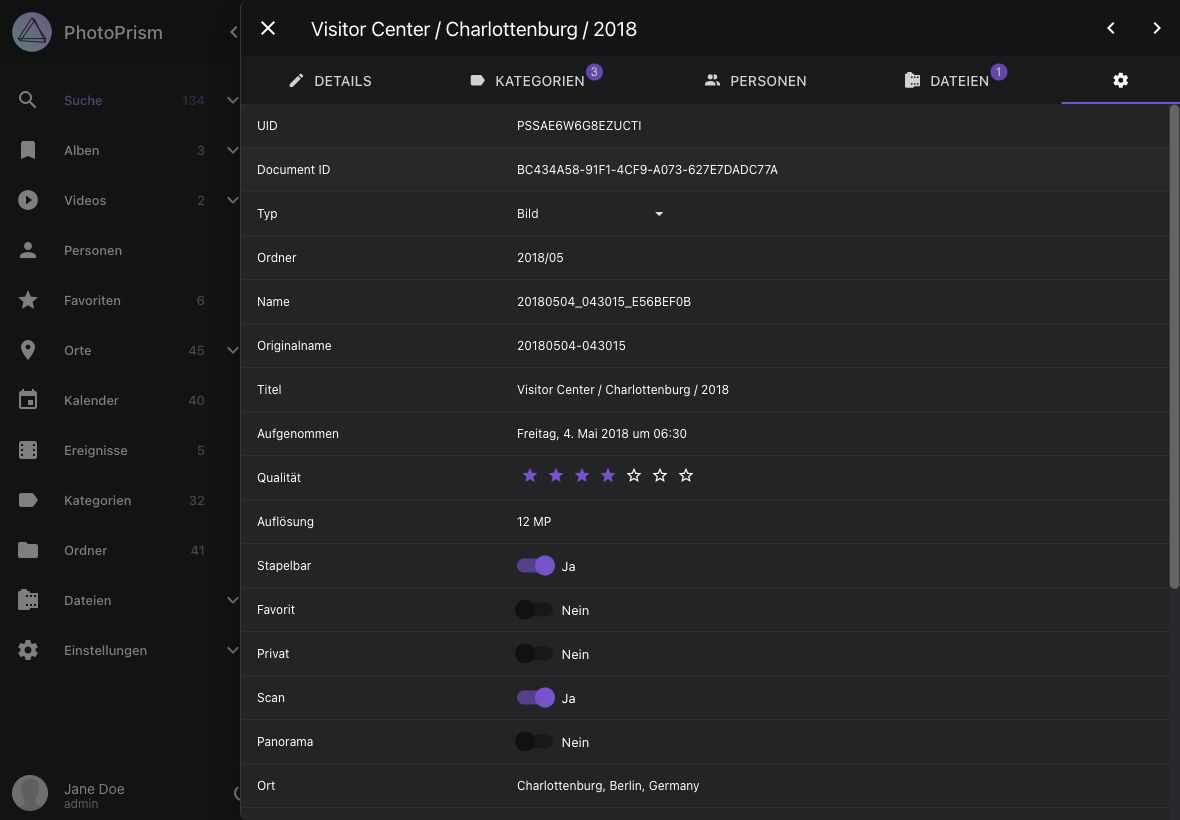 PhotoPrism
Suche 134
Alben 3
Videos 2
Personen
Favoriten 6
Orte 45
Kalender 40
Ereignisse 5
Kategorien 32
Ordner 41
Dateien
Einstellungen
Jane Doe
admin
Visitor Center / Charlottenburg / 2018
DETAILS KATEGORIEN 3 PERSONEN DATEIEN 1
UID PSSAE6W6G8EZUCTI
Document ID BC434A58-91F1-4CF9-A073-627E7DADC77A
Typ Bild
Ordner 2018/05
Name 20180504_043015_E56BEF0B
Originalname 20180504-043015
Titel Visitor Center / Charlottenburg / 2018
Aufgenommen Freitag, 4. Mai 2018 um 06:30
Qualität
Auflösung 12 MP
Stapelbar Ja
Favorit Nein
Privat Nein
Scan Ja
Panorama Nein
Ort Charlottenburg, Berlin, Germany